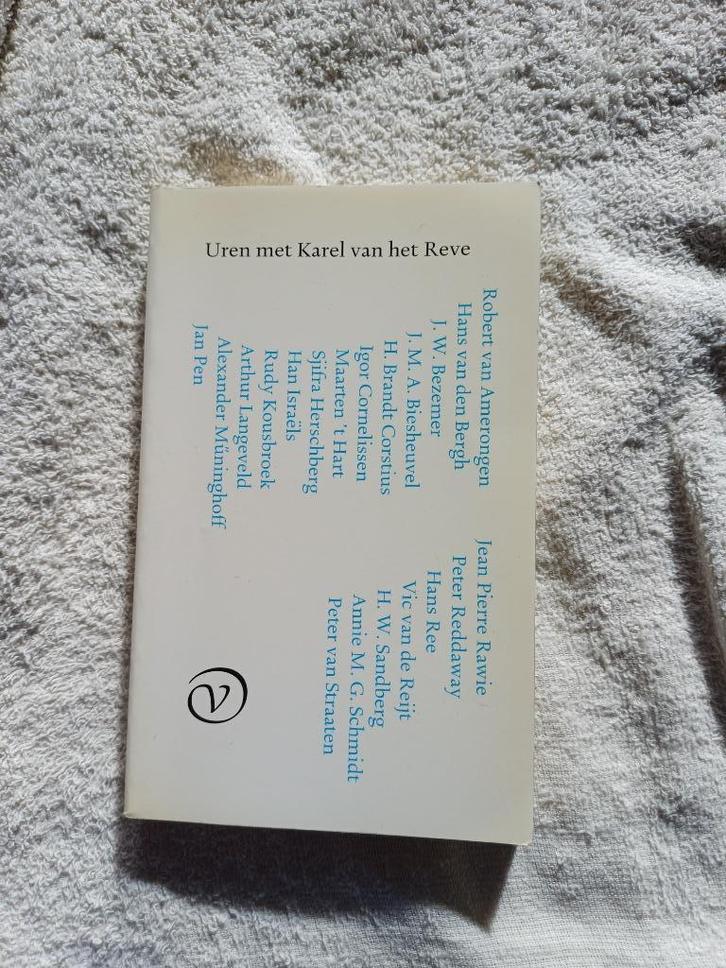 Uren met Karel van het Reve
Robert van Amerongen
Hans van den Bergh
J. W. Bezemer
J. M. A. Biesheuvel
H. Brandt Corstius
Igor Cornelissen
Maarten 't Hart
Sjifra Herschberg
Han Israëls
Rudy Kousbroek
Arthur Langeveld
Alexander Münninghoff
Jan Pen
Jean Pierre Rawie
Peter Reddaway
Hans Ree
Vic van de Reijt
H. W. Sandberg
Annie M. G. Schmidt
Peter van Straaten